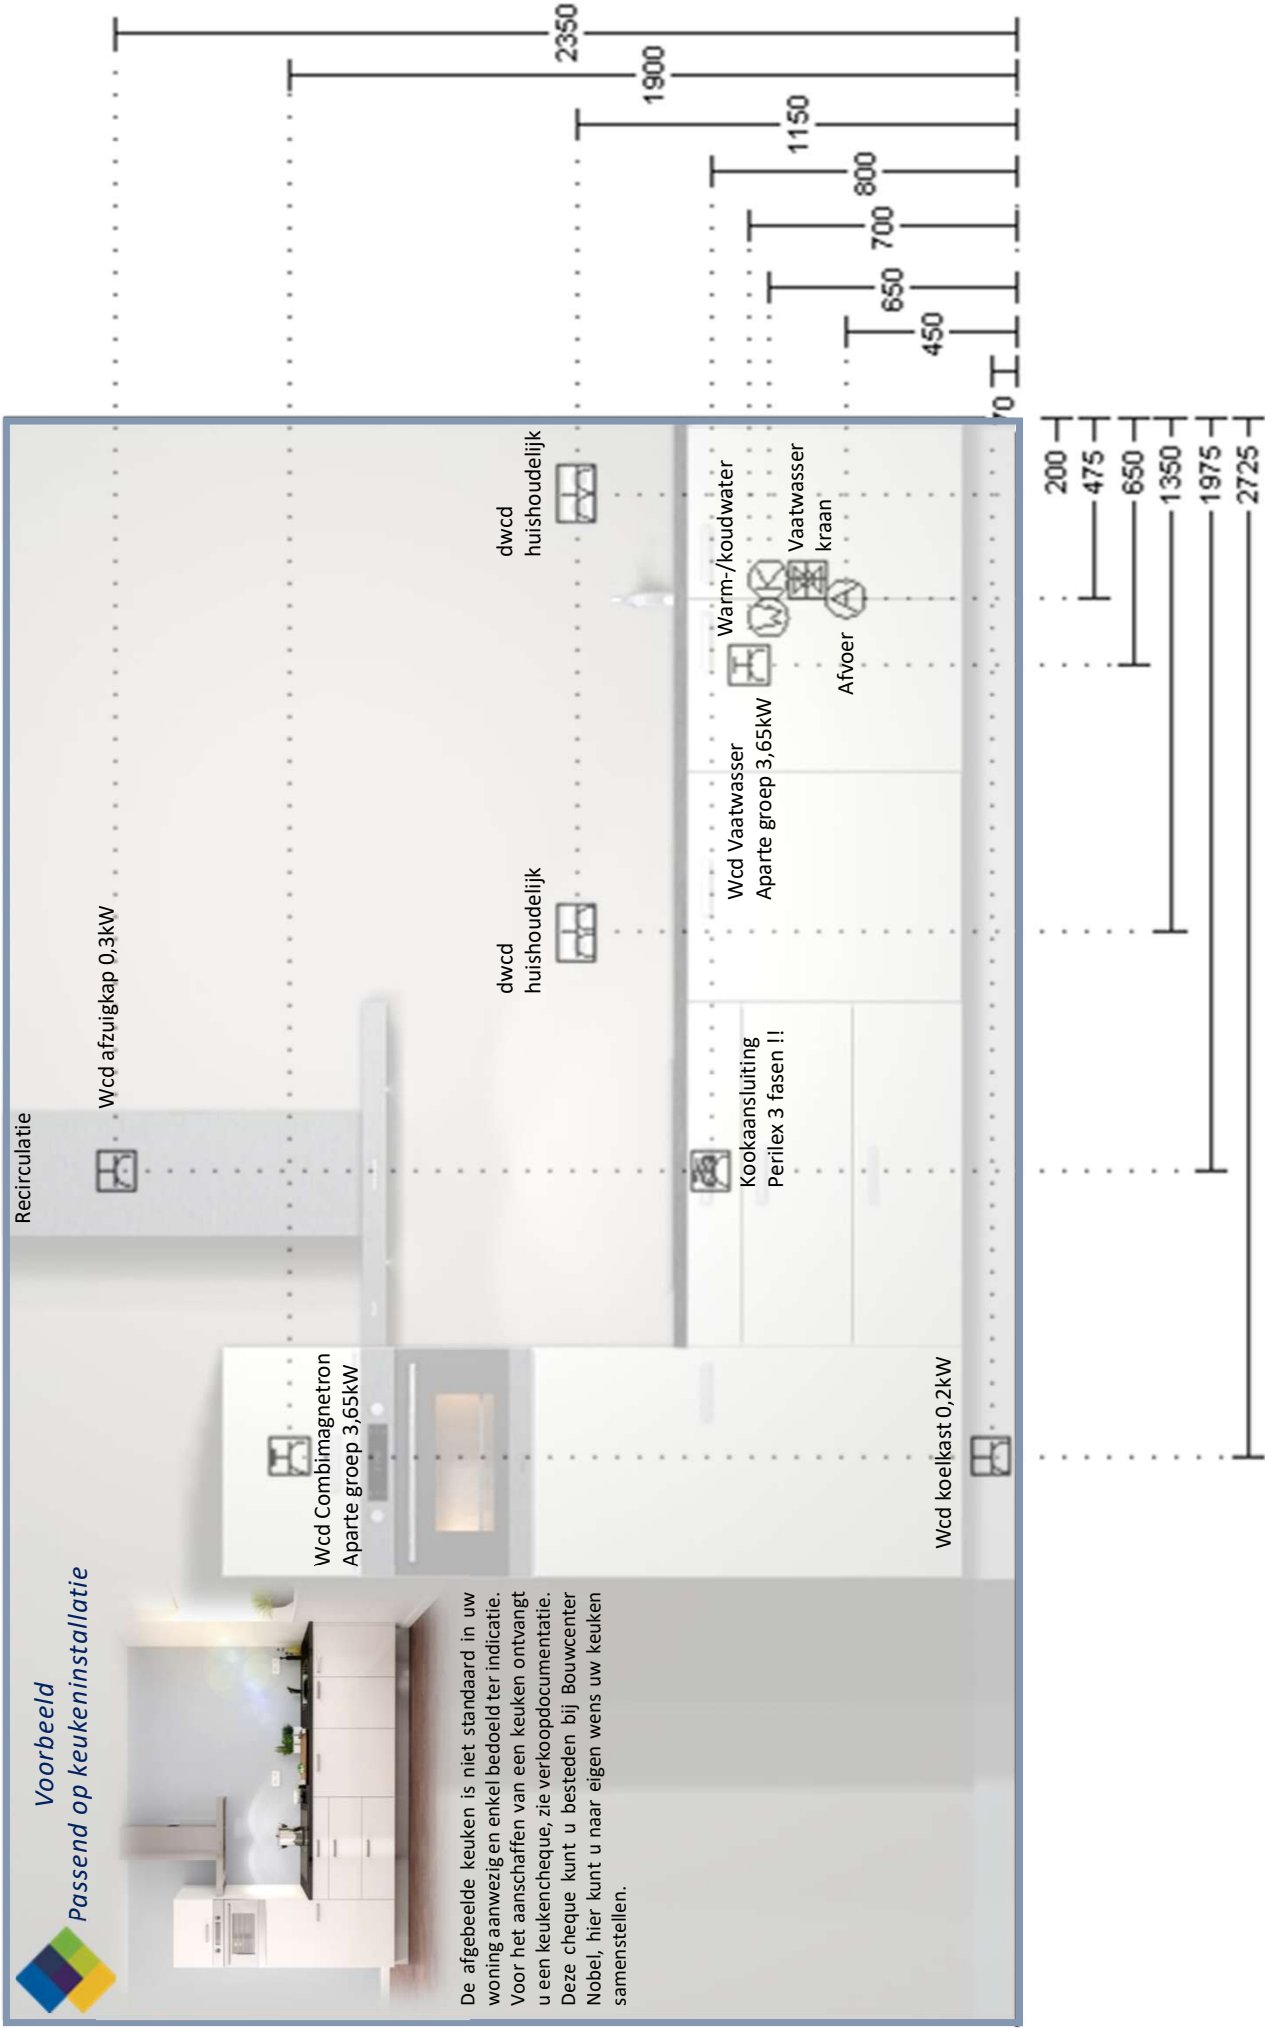 Voorbeeld
Passend op keukeninstallatie
De afgebeelde keuken is niet standaard in uw
woning aanwezig en enkel bedoeld ter indicatie.
Voor het aanschaffen van een keuken ontvangt
u een keukencheque, zie verkoopdocumentatie.
Deze cheque kunt u besteden bij Bouwcenter
Nobel, hier kunt u naar eigen wens uw keuken
samenstellen.
Recirculatie
Wcd afzuigkap 0,3kW
Wcd Combimagnetron
Aparte groep 3,65kW
dwcd
huishoudelijk
dwcd
huishoudelijk
Kookaansluiting
Perilex 3 fasen !!
Wcd Vaatwasser
Aparte groep 3,65kW
Warm-/koudwater
W
K
Vaatwasser
kraan
A
Afvoer
Wcd koelkast 0,2kW
2350
1900
1150
800
700
650
450
70
200
475
650
1350
1975
2725